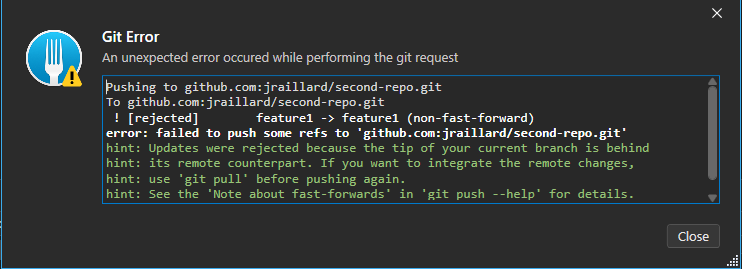 Git Error
An unexpected error occured while performing the git request
Pushing to github.com:jraillard/second-repo.git
To github.com:jraillard/second-repo.git
 ! [rejected]        feature1 -> feature1 (non-fast-forward)
error: failed to push some refs to 'github.com:jraillard/second-repo.git'
hint: Updates were rejected because the tip of your current branch is behind
hint: its remote counterpart. If you want to integrate the remote changes,
hint: use 'git pull' before pushing again.
hint: See the 'Note about fast-forwards' in 'git push --help' for details.
Close